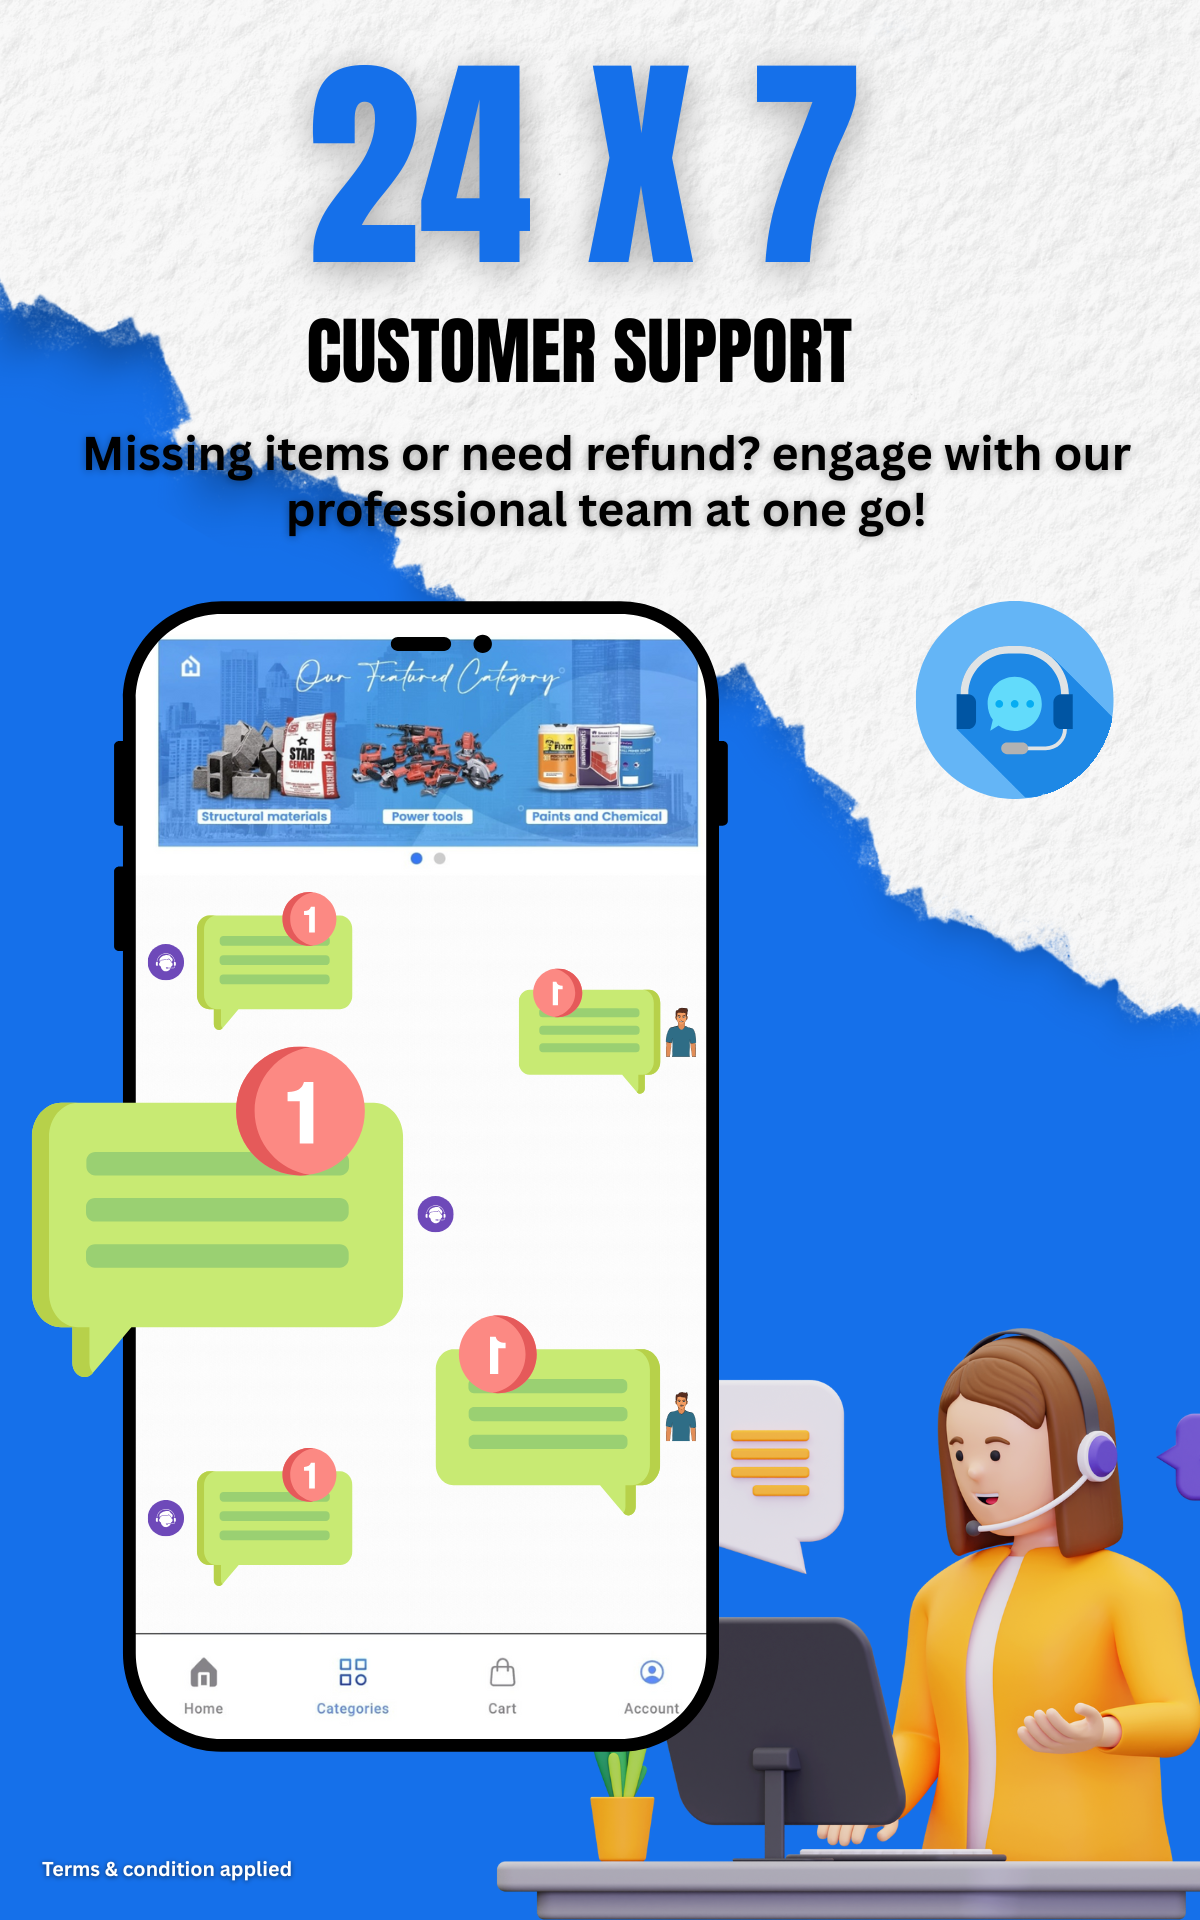 24 X 7
CUSTOMER SUPPORT
Missing items or need refund? engage with our
professional team at one go!
Our Featured Category
STAR
CEMENT
STAR CEMENT
FIXIT
Structural materials
Power tools
Paints and Chemical
1
1
1
1
1
Home
Categories
Cart
Account
Terms & condition applied